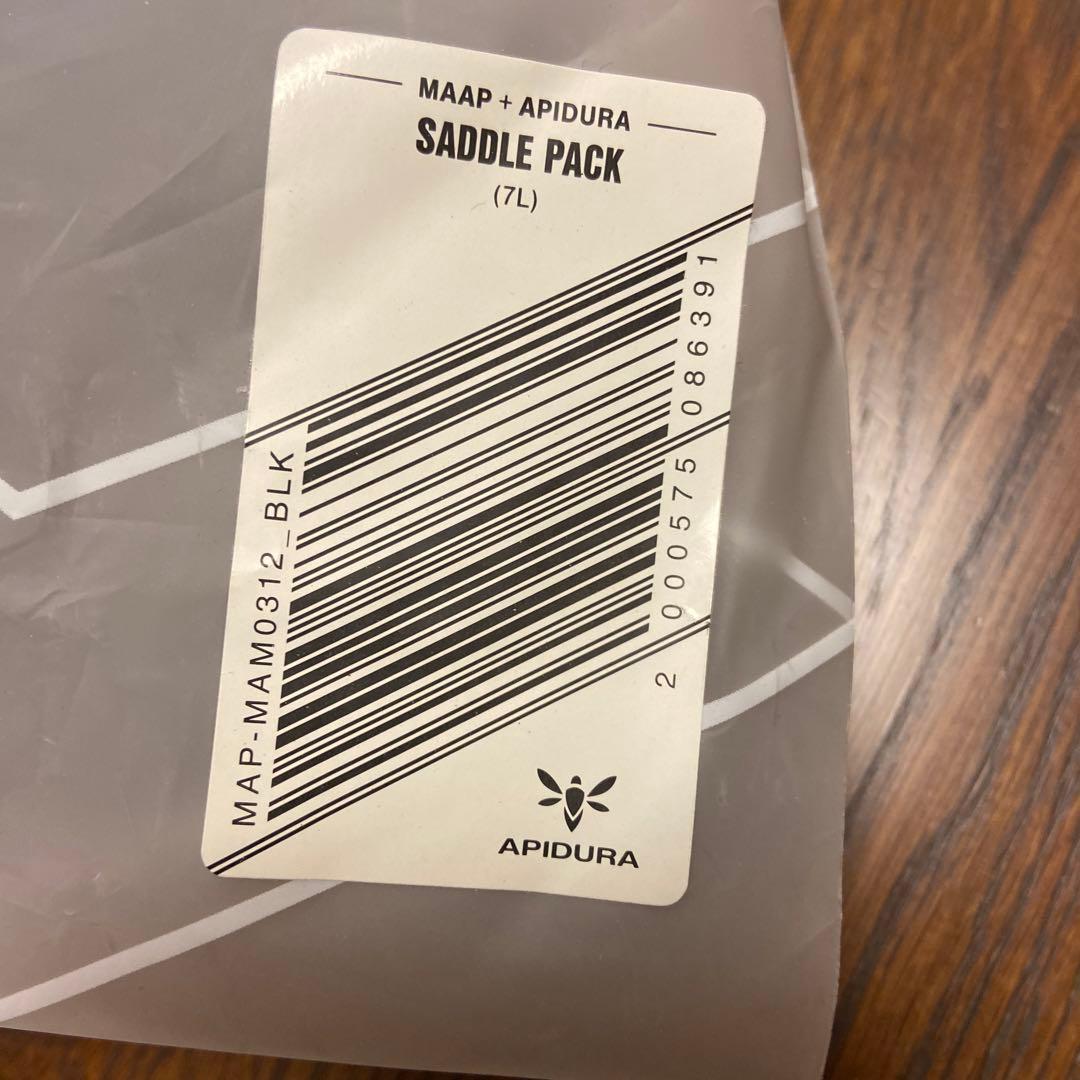 MAAP + APIDURA
SADDLE PACK
(7L)
MAP-MAM0312_BLK
2 000575 086391
APIDURA